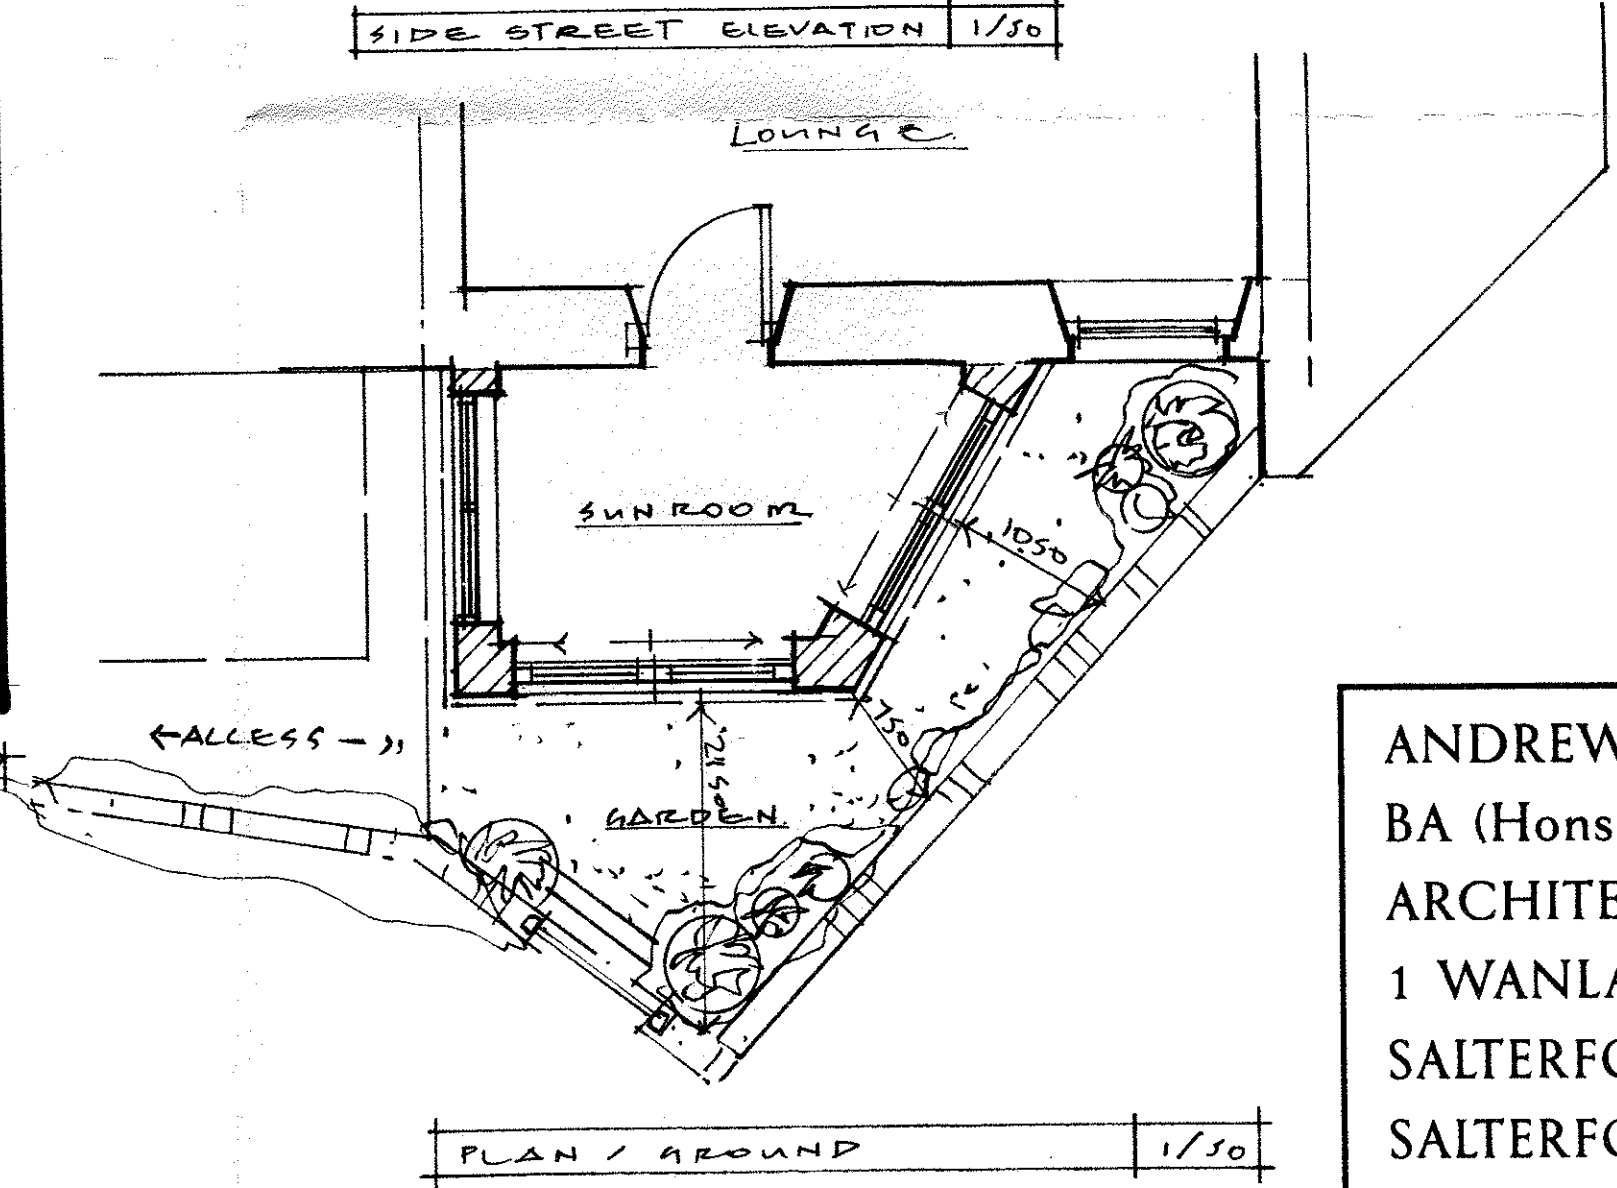 SIDE STREET ELEVATION 1/50
LOUNGE
SUNROOM
1050
750
←ACCESS→
2150
GARDEN
ANDREW
BA (Hons
ARCHITE
1 WANLA
SALTERFO
SALTERFO
PLAN / GROUND 1/50